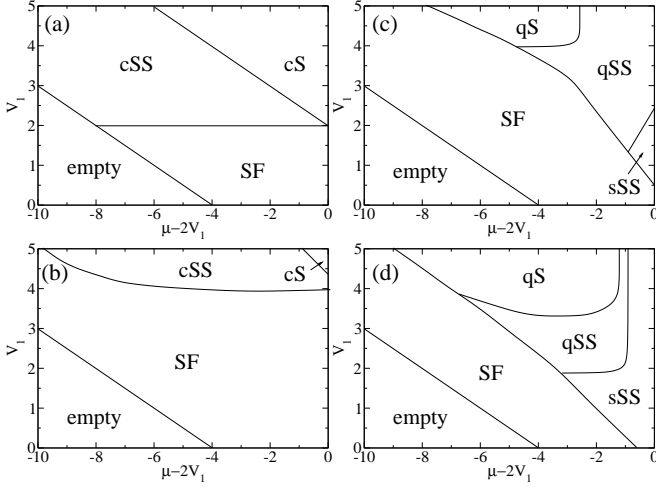 (a)
cSS
cS
empty
SF
V₁
5
4
3
2
1
0
-10 -8 -6 -4 -2 0
μ−2V₁
(c)
qS
qSS
SF
empty
sSS
V₁
5
4
3
2
1
0
-10 -8 -6 -4 -2 0
μ−2V₁
(b)
cSS
cS
SF
empty
V₁
5
4
3
2
1
0
-10 -8 -6 -4 -2 0
μ−2V₁
(d)
qS
qSS
SF
sSS
empty
V₁
5
4
3
2
1
0
-10 -8 -6 -4 -2 0
μ−2V₁